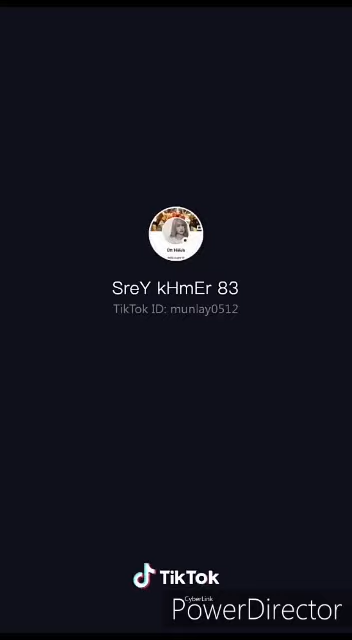 SreY kHmEr 83
TikTok ID: munlay0512
TikTok
CyberLink
PowerDirector